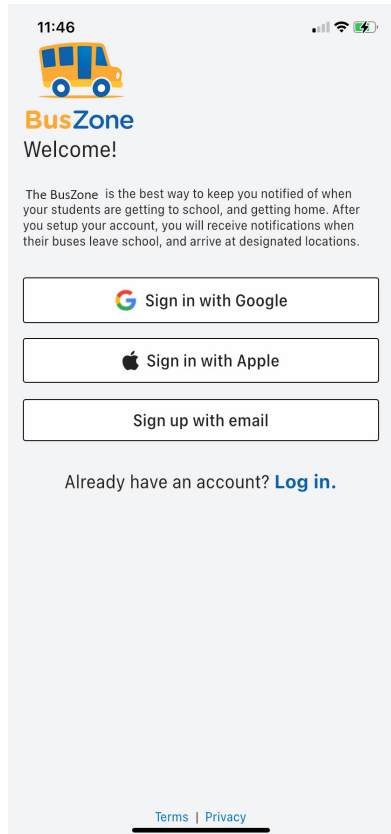 11:46
BusZone
Welcome!
The BusZone is the best way to keep you notified of when
your students are getting to school, and getting home. After
you setup your account, you will receive notifications when
their buses leave school, and arrive at designated locations.
Sign in with Google
Sign in with Apple
Sign up with email
Already have an account? Log in.
Terms | Privacy